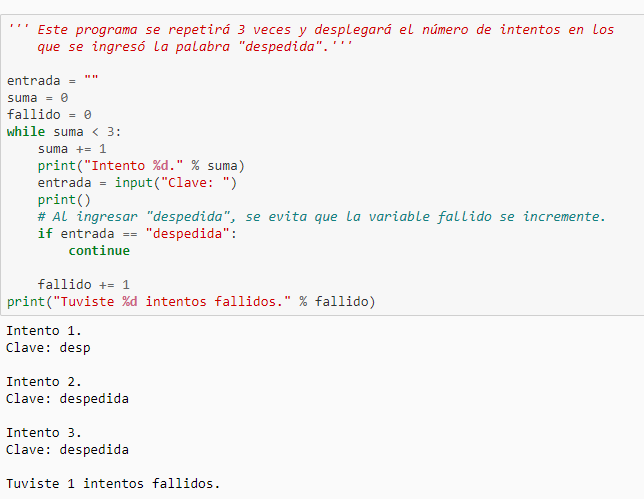 ''' Este programa se repetirá 3 veces y desplegará el número de intentos en los
    que se ingresó la palabra "despedida".'''

entrada = ""
suma = 0
fallido = 0
while suma < 3:
    suma += 1
    print("Intento %d." % suma)
    entrada = input("Clave: ")
    print()
    # Al ingresar "despedida", se evita que la variable fallido se incremente.
    if entrada == "despedida":
        continue

    fallido += 1
print("Tuviste %d intentos fallidos." % fallido)
Intento 1.
Clave: desp

Intento 2.
Clave: despedida

Intento 3.
Clave: despedida

Tuviste 1 intentos fallidos.